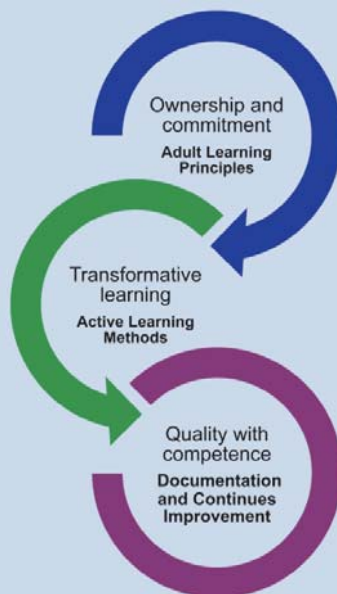 Ownership and
commitment
Adult Learning
Principles
Transformative
learning
Active Learning
Methods
Quality with
competence
Documentation
and Continues
Improvement